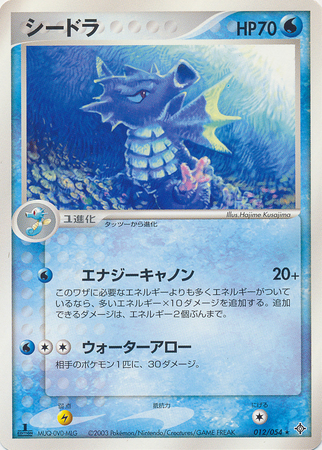 シードラ HP70
Illus.Hajime Kusajima
1進化 タッツーから進化
エナジーキャノン 20+
このワザに必要なエネルギーよりも多くエネルギーがついて
いるなら、多いエネルギー×10ダメージを追加する。追加
できるダメージは、エネルギー2個ぶんまで。
ウォーターアロー
相手のポケモン1匹に、30ダメージ。
弱点 抵抗力 にげる
1
MUQ-0V0-MLG ©2003 Pokémon/Nintendo/Creatures/GAME FREAK 012/054 ★